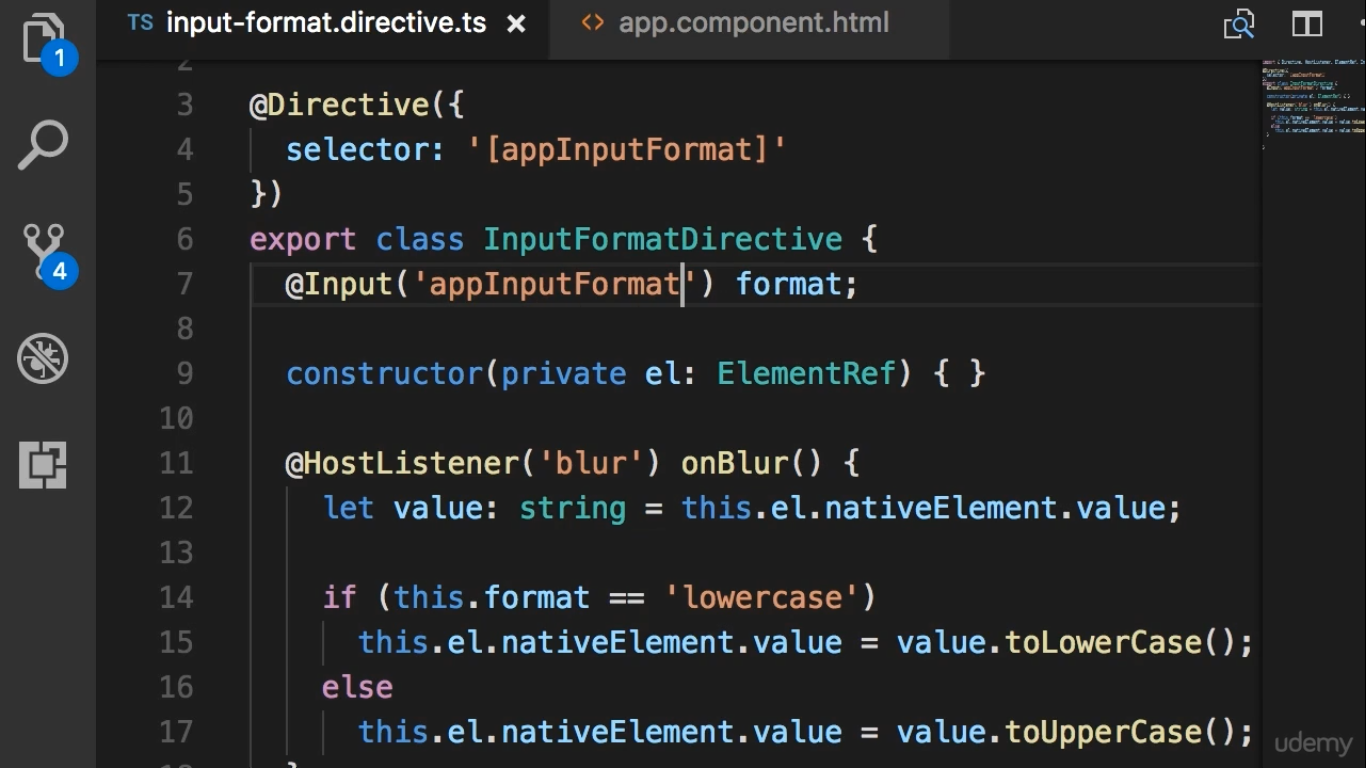 TS input-format.directive.ts × <> app.component.html
1
4
2
3 @Directive({
4 selector: '[appInputFormat]'
5 })
6 export class InputFormatDirective {
7 @Input('appInputFormat') format;
8
9 constructor(private el: ElementRef) { }
10
11 @HostListener('blur') onBlur() {
12 let value: string = this.el.nativeElement.value;
13
14 if (this.format == 'lowercase')
15 this.el.nativeElement.value = value.toLowerCase();
16 else
17 this.el.nativeElement.value = value.toUpperCase();
udemy